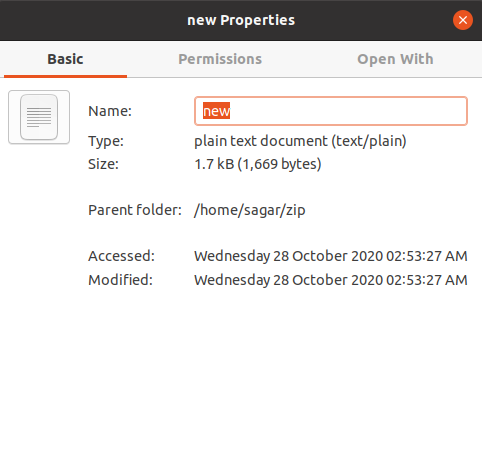 new Properties
Basic Permissions Open With
Name: new
Type: plain text document (text/plain)
Size: 1.7 kB (1,669 bytes)
Parent folder: /home/sagar/zip
Accessed: Wednesday 28 October 2020 02:53:27 AM
Modified: Wednesday 28 October 2020 02:53:27 AM